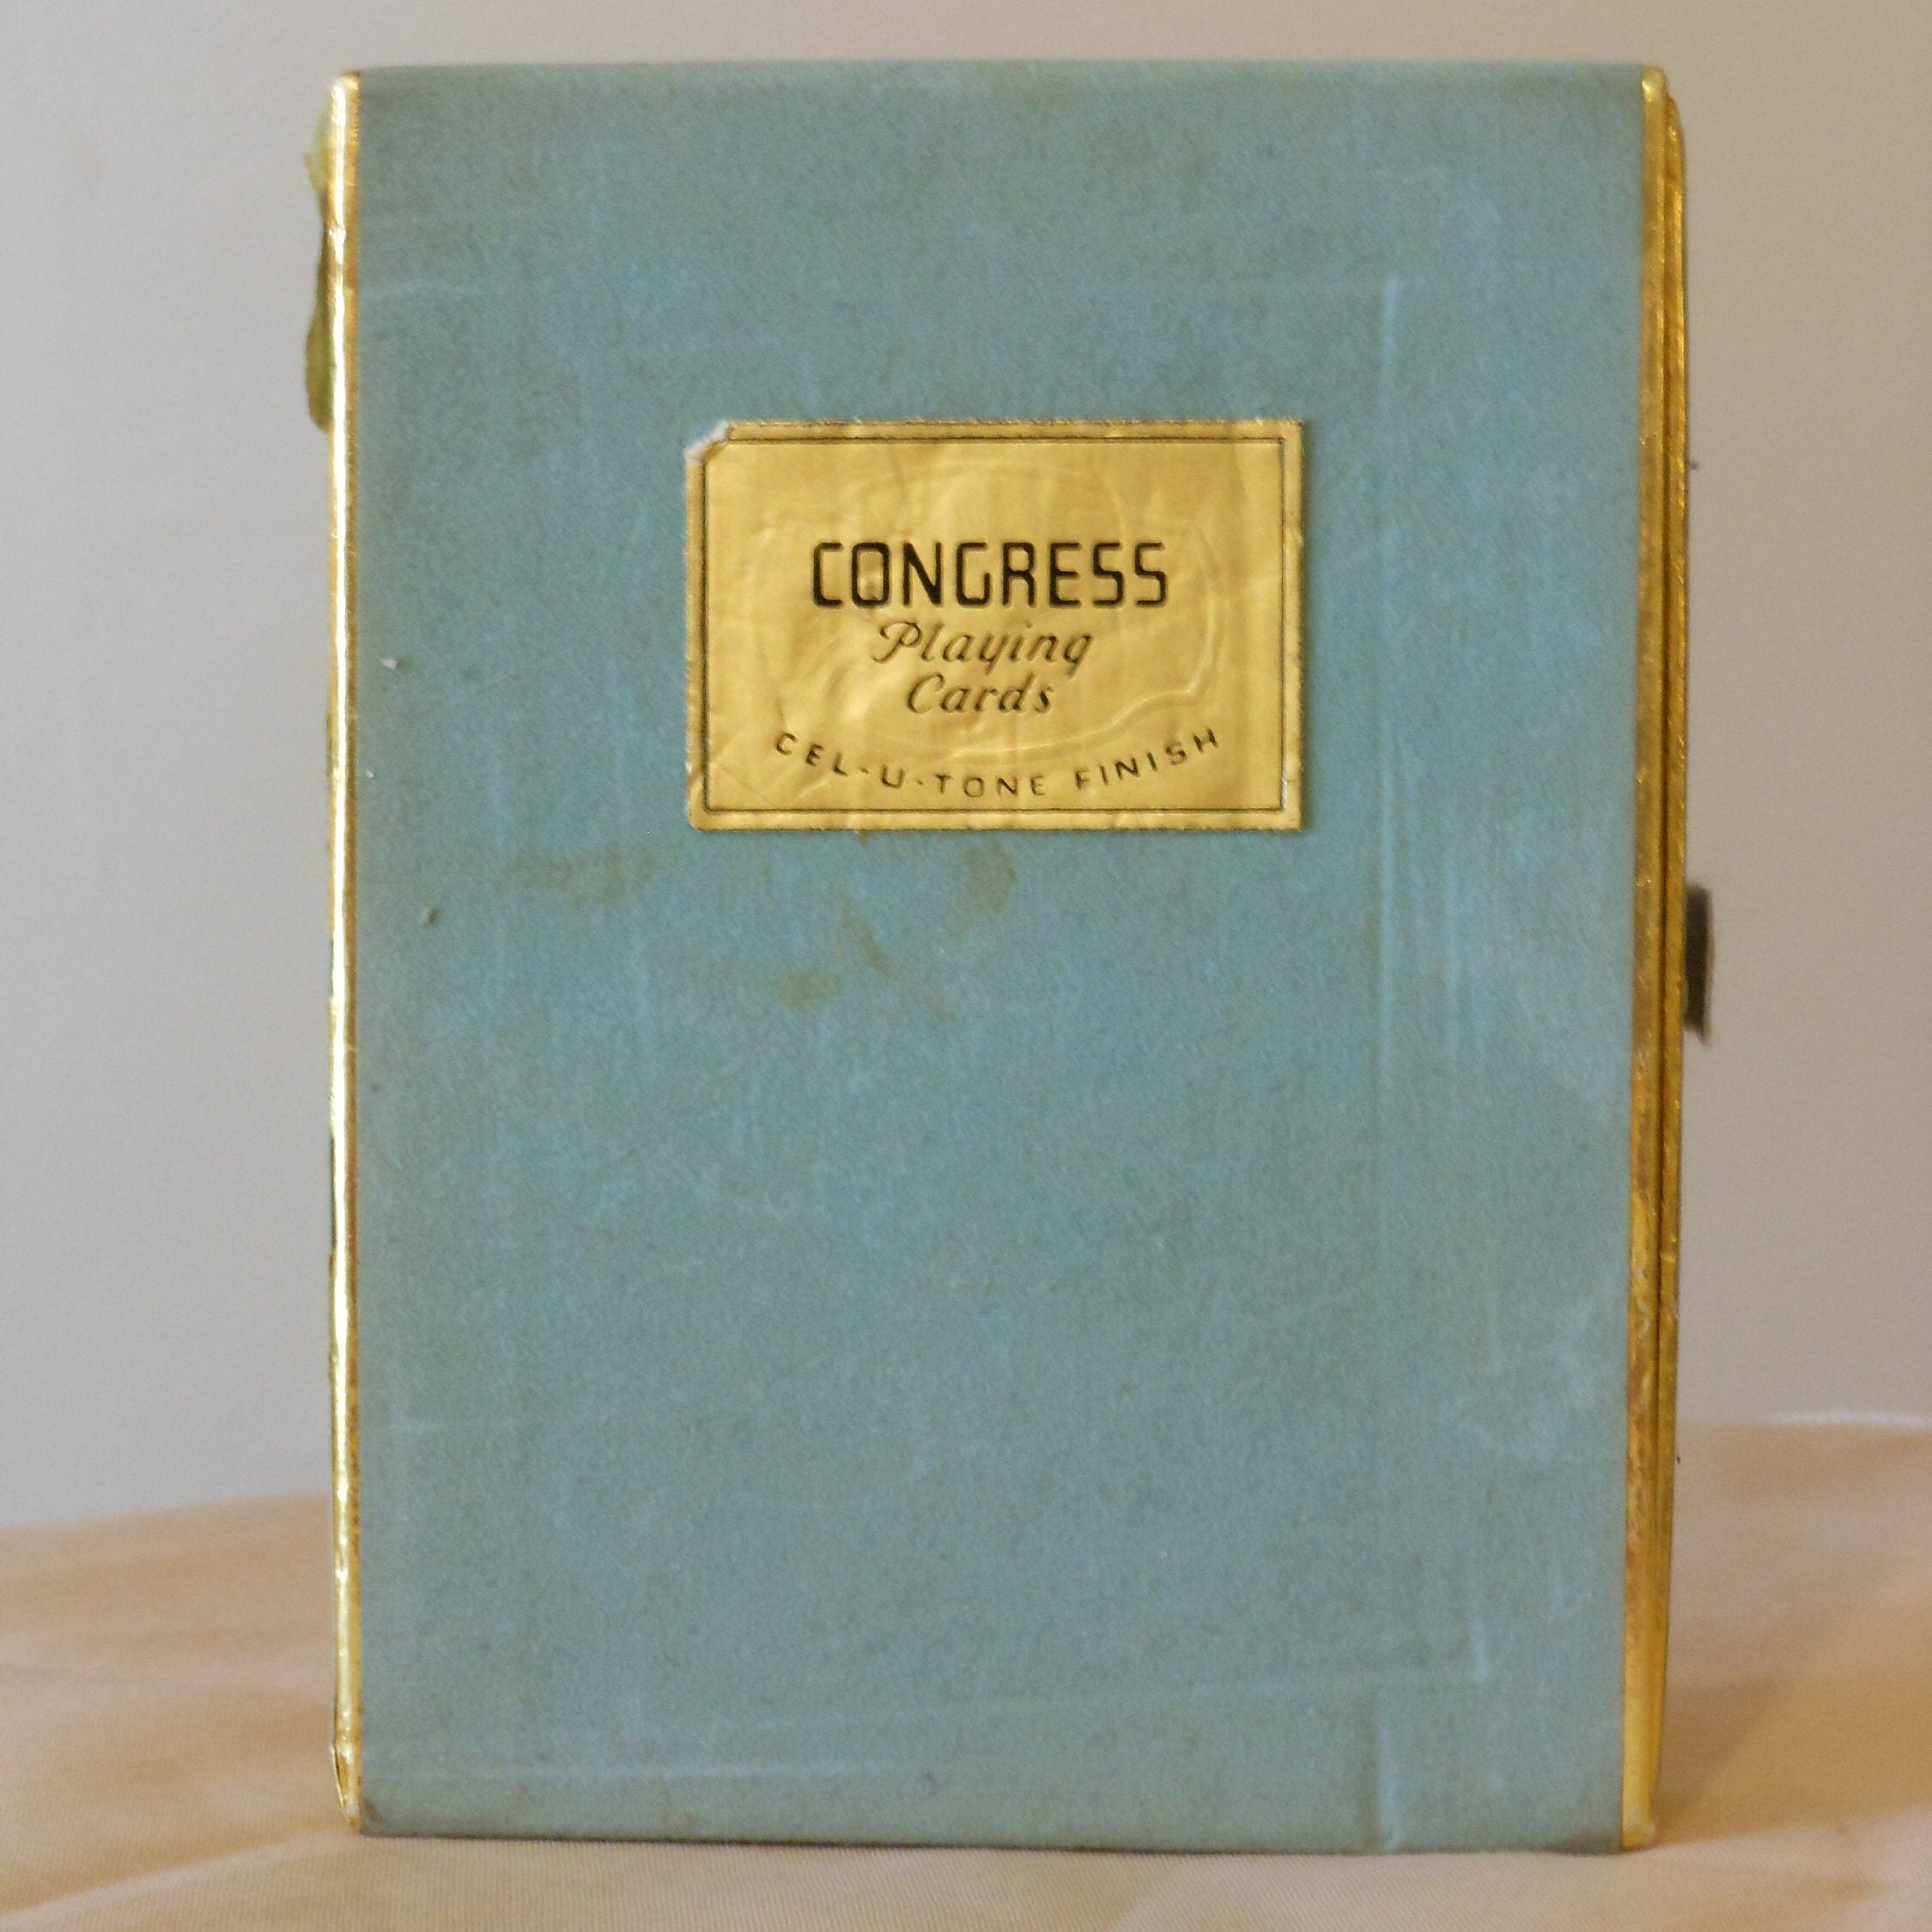 CONGRESS
Playing
Cards
CEL-U-TONE FINISH